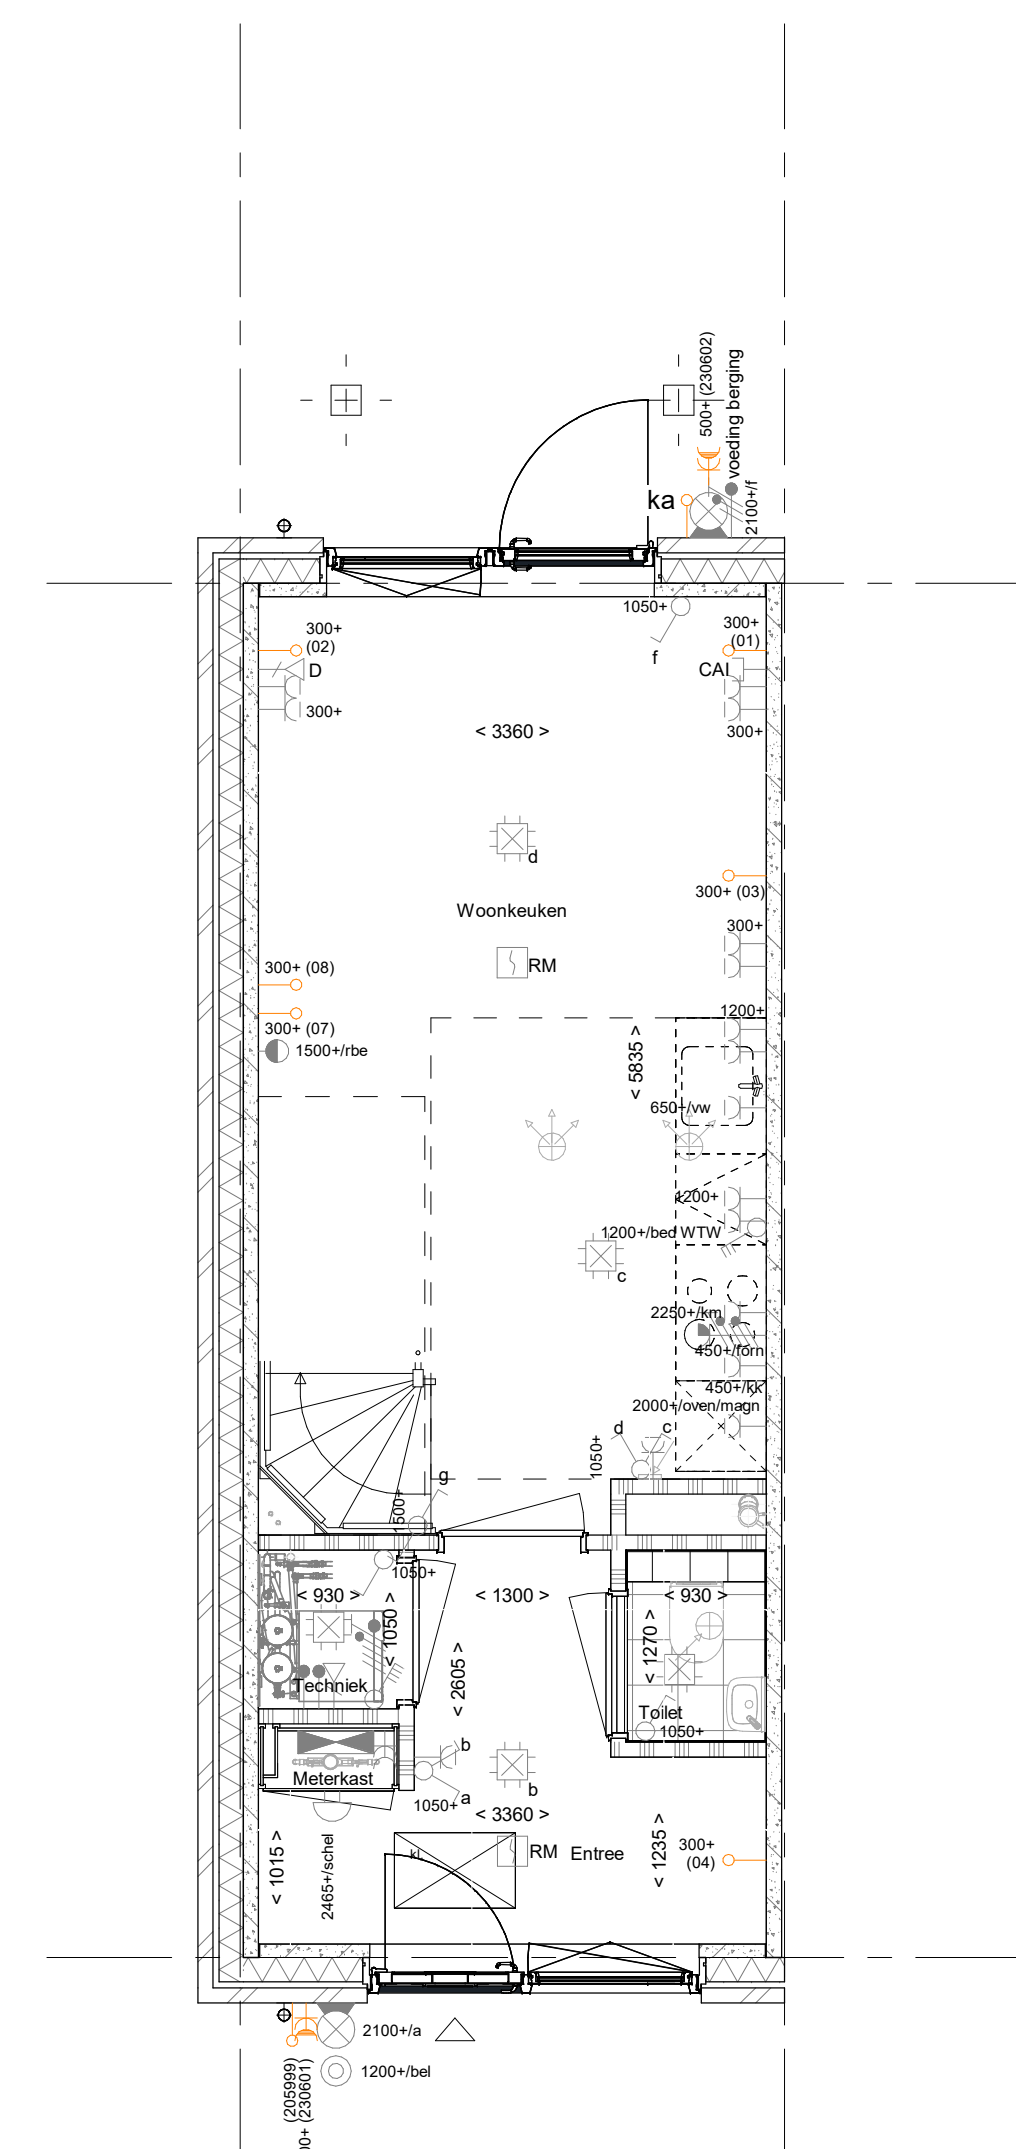 500+ (230602)
voeding berging
ka
2100+/f
1050+
f
300+
(02)
D
300+
300+
(01)
CAI
300+
< 3360 >
d
300+ (03)
Woonkeuken
300+
RM
300+ (08)
300+ (07)
1500+/rbe
1200+
< 5835 >
650+/vw
1200+
1200+/bed WTW
c
2250+/km
450+/forn
450+/kk
2000+/oven/magn
d
c
1050+
g
1500+
1050+
< 930 >
< 1300 >
< 930 >
< 1050 >
< 1270 >
< 2605 >
Techniek
Toilet
1050+
b
Meterkast
a
1050+
b
< 3360 >
< 1015 >
2465+/schel
kl.
RM
Entree
< 1235 >
300+
(04)
2100+/a
1200+/bel
(205999)
(230601)